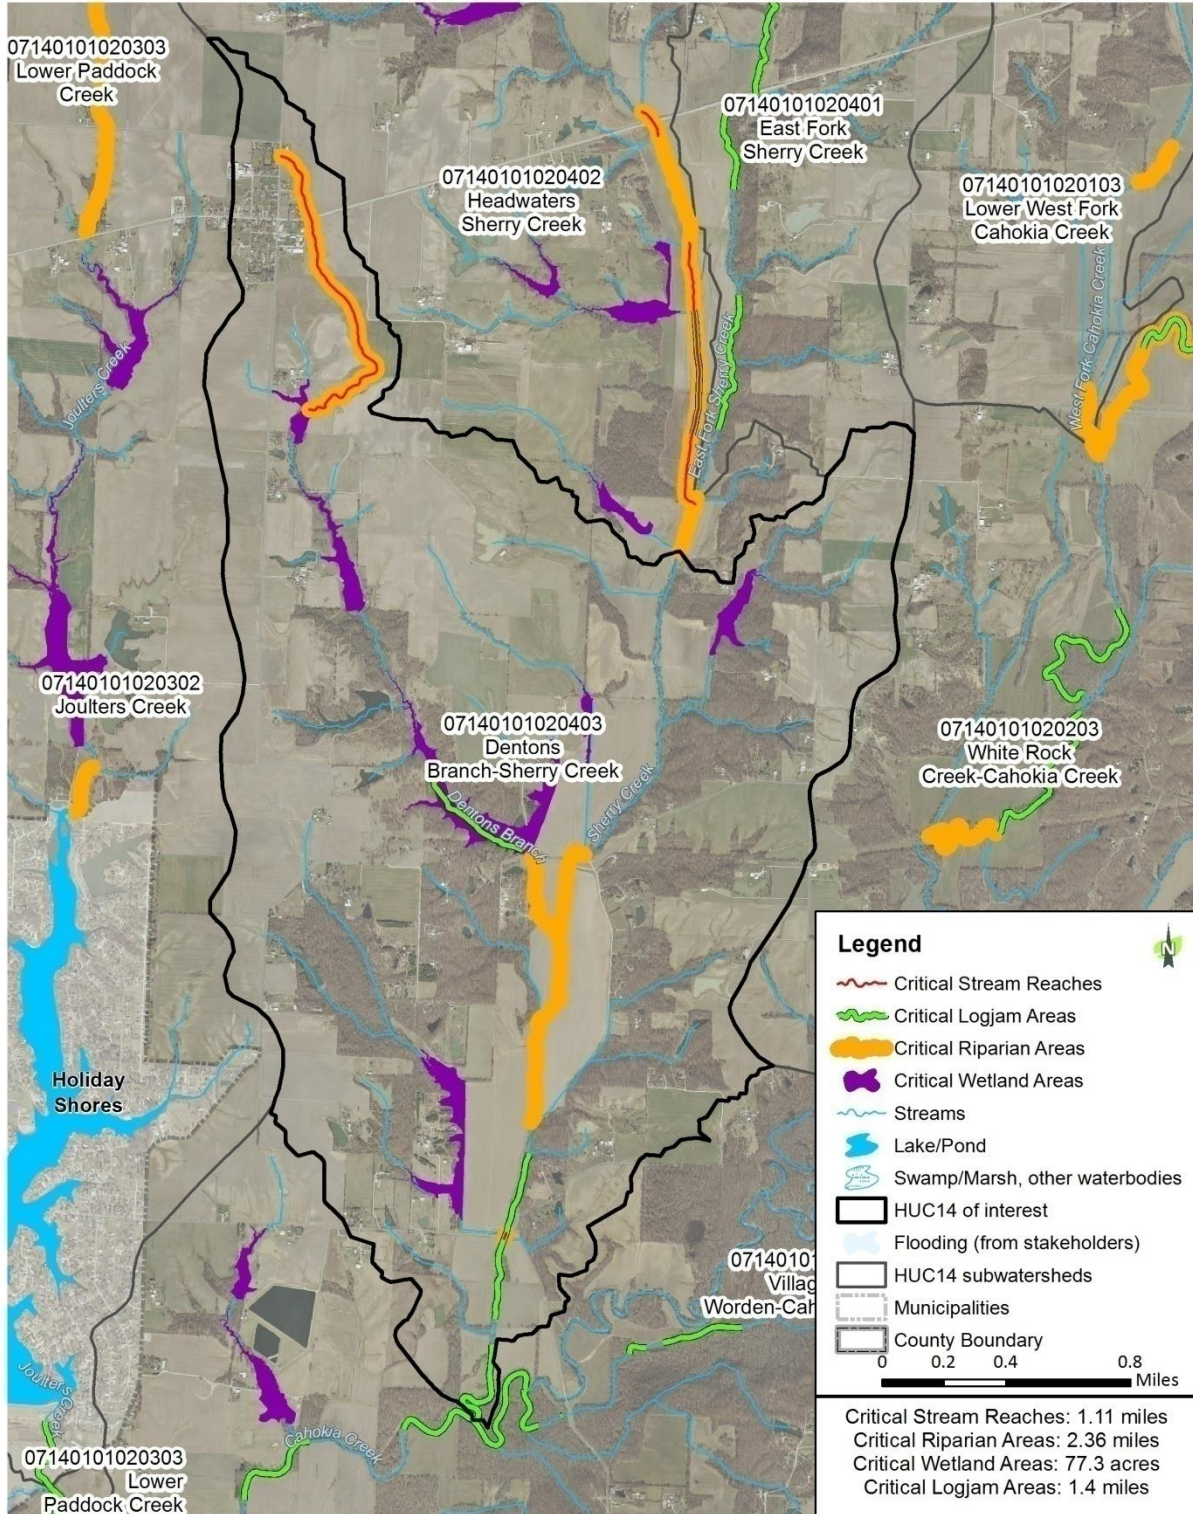 07140101020303
Lower Paddock
Creek
07140101020401
East Fork
Sherry Creek
07140101020402
Headwaters
Sherry Creek
07140101020103
Lower West Fork
Cahokia Creek
Joulters Creek
East Fork Sherry Creek
West Fork Cahokia Creek
07140101020302
Joulters Creek
07140101020403
Dentons
Branch-Sherry Creek
07140101020203
White Rock
Creek-Cahokia Creek
Dentons Branch
Sherry Creek
Holiday
Shores
Legend
N
Critical Stream Reaches
Critical Logjam Areas
Critical Riparian Areas
Critical Wetland Areas
Streams
Lake/Pond
Swamp/Marsh, other waterbodies
HUC14 of interest
Flooding (from stakeholders)
HUC14 subwatersheds
Municipalities
County Boundary
0 0.2 0.4 0.8
Miles
07140101
Villag
Worden-Cah
Joulters Creek
Cahokia Creek
07140101020303
Lower
Paddock Creek
Critical Stream Reaches: 1.11 miles
Critical Riparian Areas: 2.36 miles
Critical Wetland Areas: 77.3 acres
Critical Logjam Areas: 1.4 miles